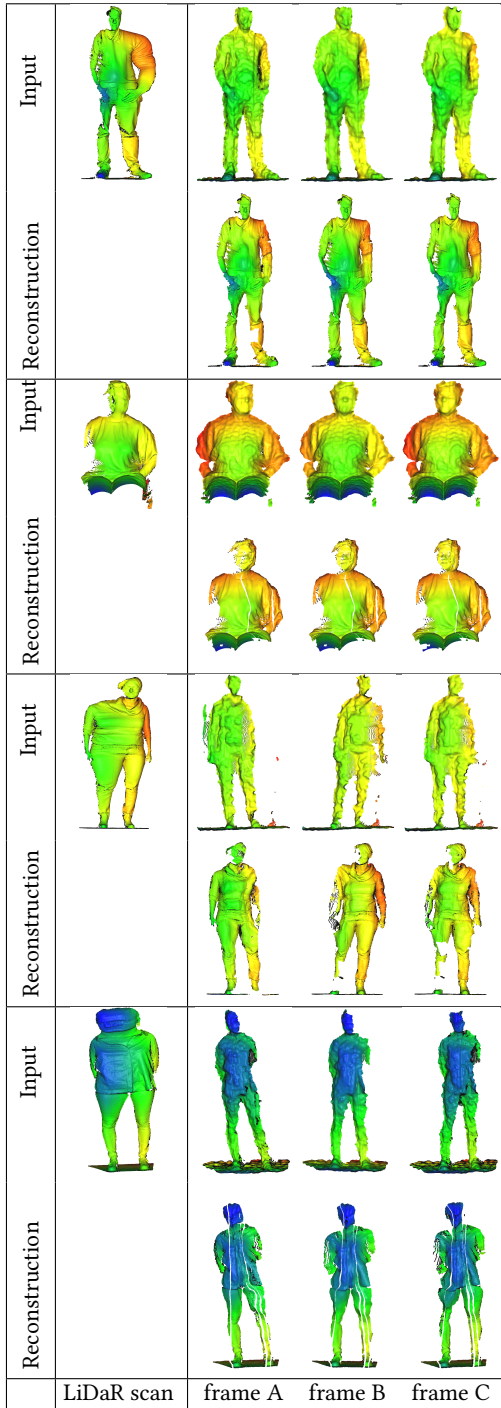 Input
Reconstruction
Input
Reconstruction
Input
Reconstruction
Input
Reconstruction
LiDaR scan frame A frame B frame C